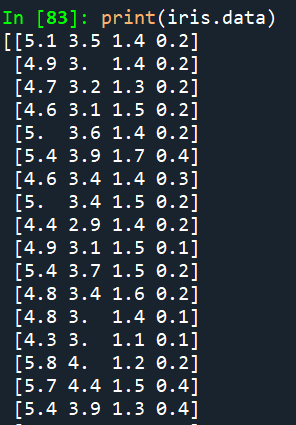 In [83]: print(iris.data)
[[5.1 3.5 1.4 0.2]
 [4.9 3.  1.4 0.2]
 [4.7 3.2 1.3 0.2]
 [4.6 3.1 1.5 0.2]
 [5.  3.6 1.4 0.2]
 [5.4 3.9 1.7 0.4]
 [4.6 3.4 1.4 0.3]
 [5.  3.4 1.5 0.2]
 [4.4 2.9 1.4 0.2]
 [4.9 3.1 1.5 0.1]
 [5.4 3.7 1.5 0.2]
 [4.8 3.4 1.6 0.2]
 [4.8 3.  1.4 0.1]
 [4.3 3.  1.1 0.1]
 [5.8 4.  1.2 0.2]
 [5.7 4.4 1.5 0.4]
 [5.4 3.9 1.3 0.4]